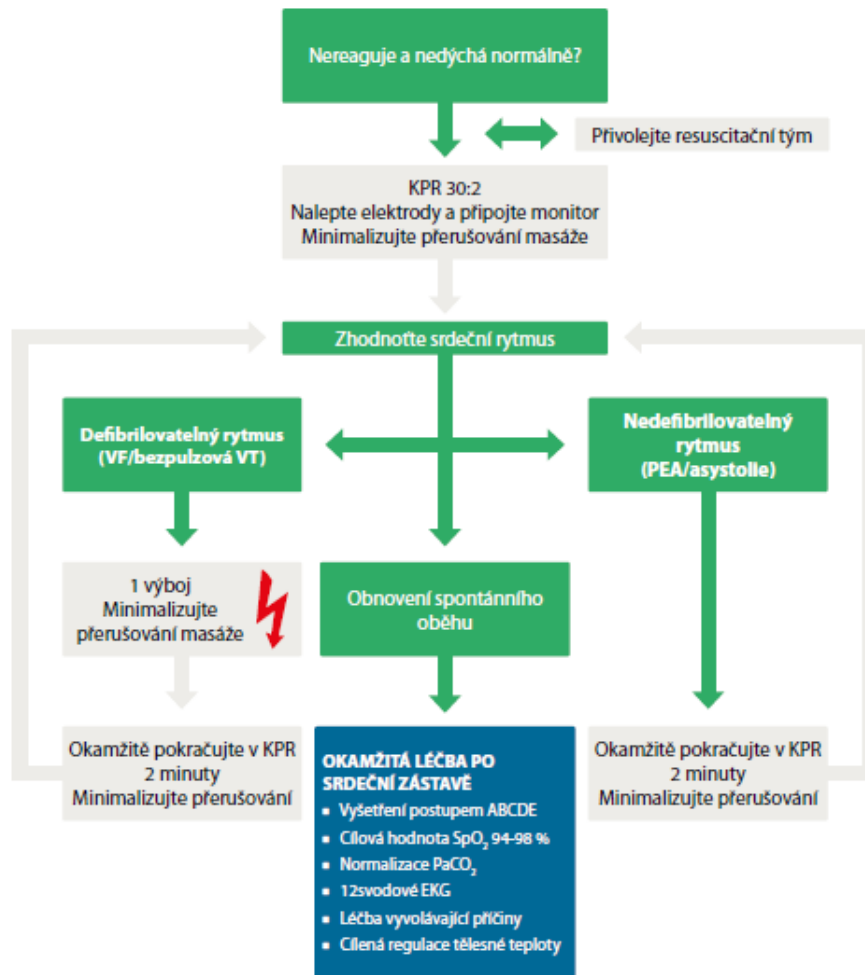 Nereaguje a nedýchá normálně?
Přivolejte resuscitační tým
KPR 30:2
Nalepte elektrody a připojte monitor
Minimalizujte přerušování masáže
Zhodnoťte srdeční rytmus
Defibrilovatelný rytmus
(VF/bezpulzová VT)
Nedefibrilovatelný
rytmus
(PEA/asystolie)
1 výboj
Minimalizujte
přerušování masáže
Obnovení spontánního
oběhu
Okamžitě pokračujte v KPR
2 minuty
Minimalizujte přerušování
OKAMŽITÁ LÉČBA PO
SRDEČNÍ ZÁSTAVĚ
▪ Vyšetření postupem ABCDE
▪ Cílová hodnota SpO₂ 94-98 %
▪ Normalizace PaCO₂
▪ 12svodové EKG
▪ Léčba vyvolávající příčiny
▪ Cílená regulace tělesné teploty
Okamžitě pokračujte v KPR
2 minuty
Minimalizujte přerušování